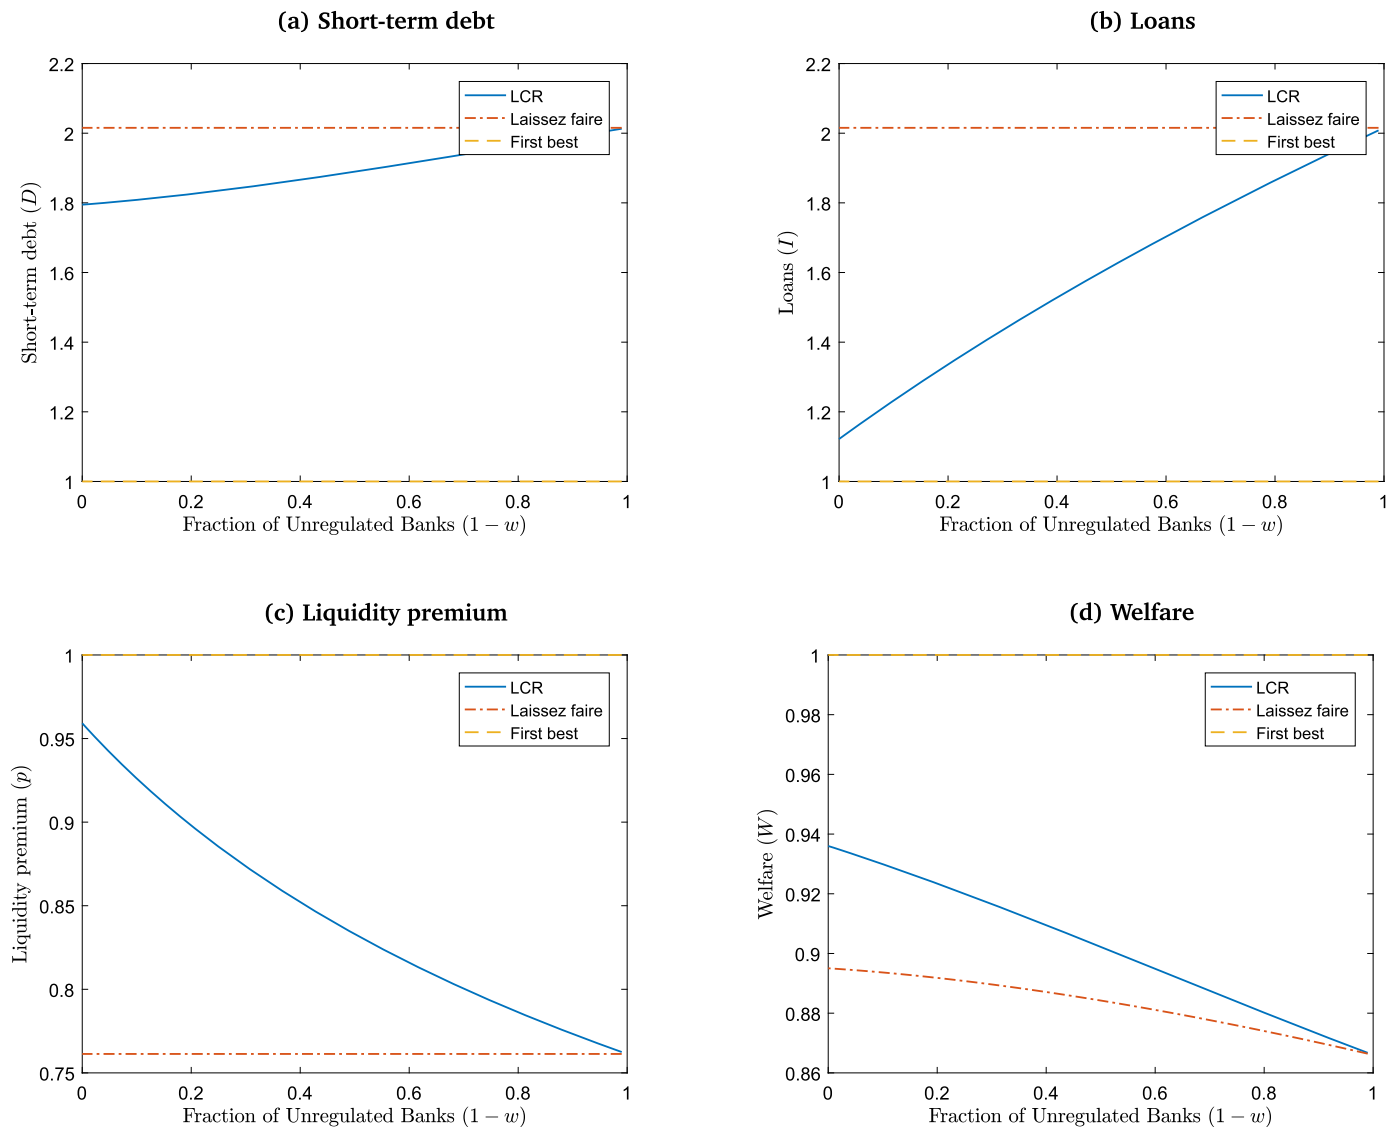 (a) Short-term debt
2.2
2
1.8
1.6
1.4
1.2
1
Short-term debt (D)
LCR
Laissez faire
First best
0 0.2 0.4 0.6 0.8 1
Fraction of Unregulated Banks (1 − w)
(b) Loans
2.2
2
1.8
1.6
1.4
1.2
1
Loans (I)
LCR
Laissez faire
First best
0 0.2 0.4 0.6 0.8 1
Fraction of Unregulated Banks (1 − w)
(c) Liquidity premium
1
0.95
0.9
0.85
0.8
0.75
Liquidity premium (p)
LCR
Laissez faire
First best
0 0.2 0.4 0.6 0.8 1
Fraction of Unregulated Banks (1 − w)
(d) Welfare
1
0.98
0.96
0.94
0.92
0.9
0.88
0.86
Welfare (W)
LCR
Laissez faire
First best
0 0.2 0.4 0.6 0.8 1
Fraction of Unregulated Banks (1 − w)